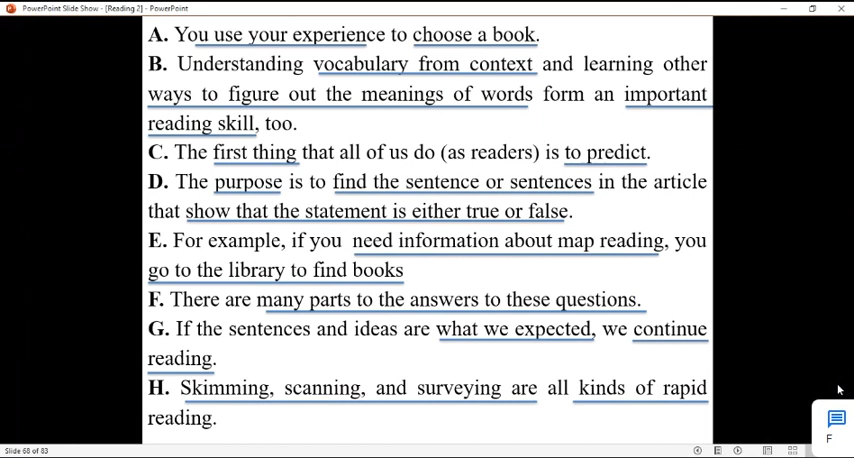 PowerPoint Slide Show - [Reading 2] - PowerPoint
A. You use your experience to choose a book.
B. Understanding vocabulary from context and learning other
ways to figure out the meanings of words form an important
reading skill, too.
C. The first thing that all of us do (as readers) is to predict.
D. The purpose is to find the sentence or sentences in the article
that show that the statement is either true or false.
E. For example, if you need information about map reading, you
go to the library to find books
F. There are many parts to the answers to these questions.
G. If the sentences and ideas are what we expected, we continue
reading.
H. Skimming, scanning, and surveying are all kinds of rapid
reading.
F
Slide 68 of 83